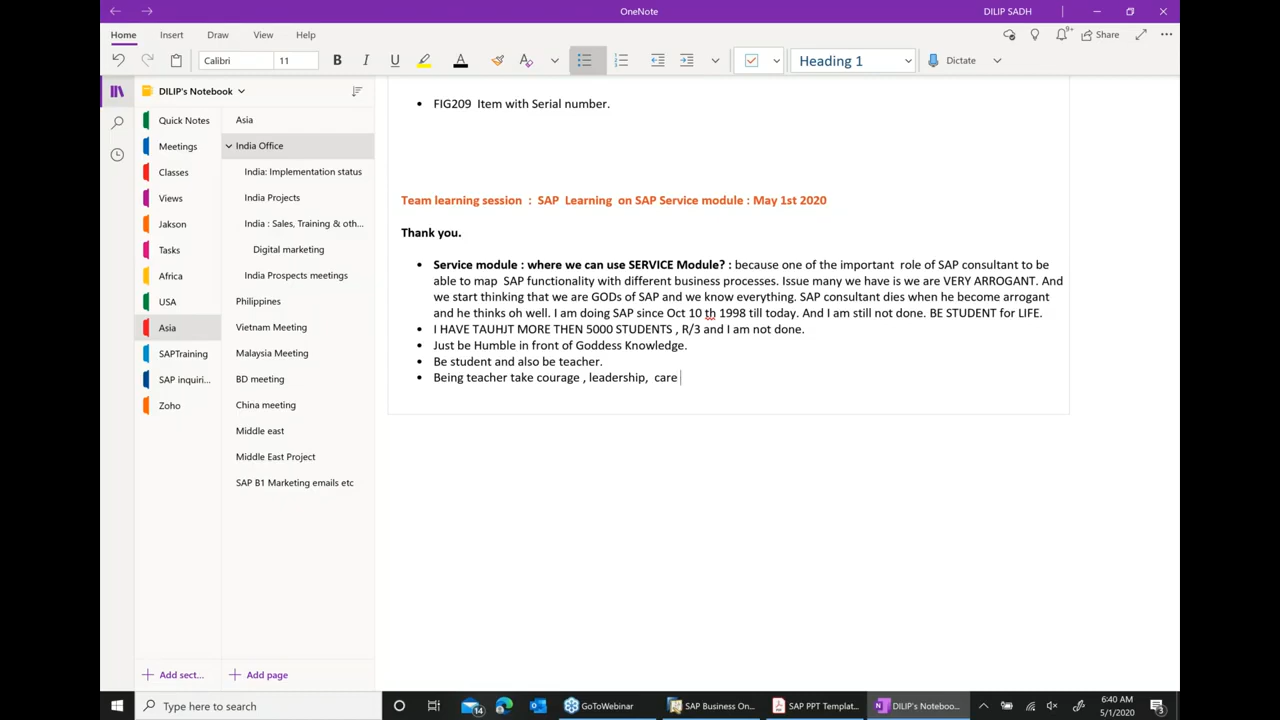 OneNote
DILIP SADH
Home Insert Draw View Help
9+ Share
Calibri 11 B I U A Heading 1 Dictate
DILIP's Notebook
Quick Notes
Meetings
Classes
Views
Jakson
Tasks
Africa
USA
Asia
SAPTraining
SAP inquiri...
Zoho
Asia
India Office
India: Implementation status
India Projects
India : Sales, Training & oth...
Digital marketing
India Prospects meetings
Philippines
Vietnam Meeting
Malaysia Meeting
BD meeting
China meeting
Middle east
Middle East Project
SAP B1 Marketing emails etc
• FIG209 Item with Serial number.
Team learning session : SAP Learning on SAP Service module : May 1st 2020
Thank you.
• Service module : where we can use SERVICE Module? : because one of the important role of SAP consultant to be
able to map SAP functionality with different business processes. Issue many we have is we are VERY ARROGANT. And
we start thinking that we are GODs of SAP and we know everything. SAP consultant dies when he become arrogant
and he thinks oh well. I am doing SAP since Oct 10 th 1998 till today. And I am still not done. BE STUDENT for LIFE.
• I HAVE TAUHJT MORE THEN 5000 STUDENTS , R/3 and I am not done.
• Just be Humble in front of Goddess Knowledge.
• Be student and also be teacher.
• Being teacher take courage , leadership, care
+ Add sect...
+ Add page
Type here to search
14
GoToWebinar
SAP Business On...
SAP PPT Templat...
DILIP's Notebo...
6:40 AM
5/1/2020
3